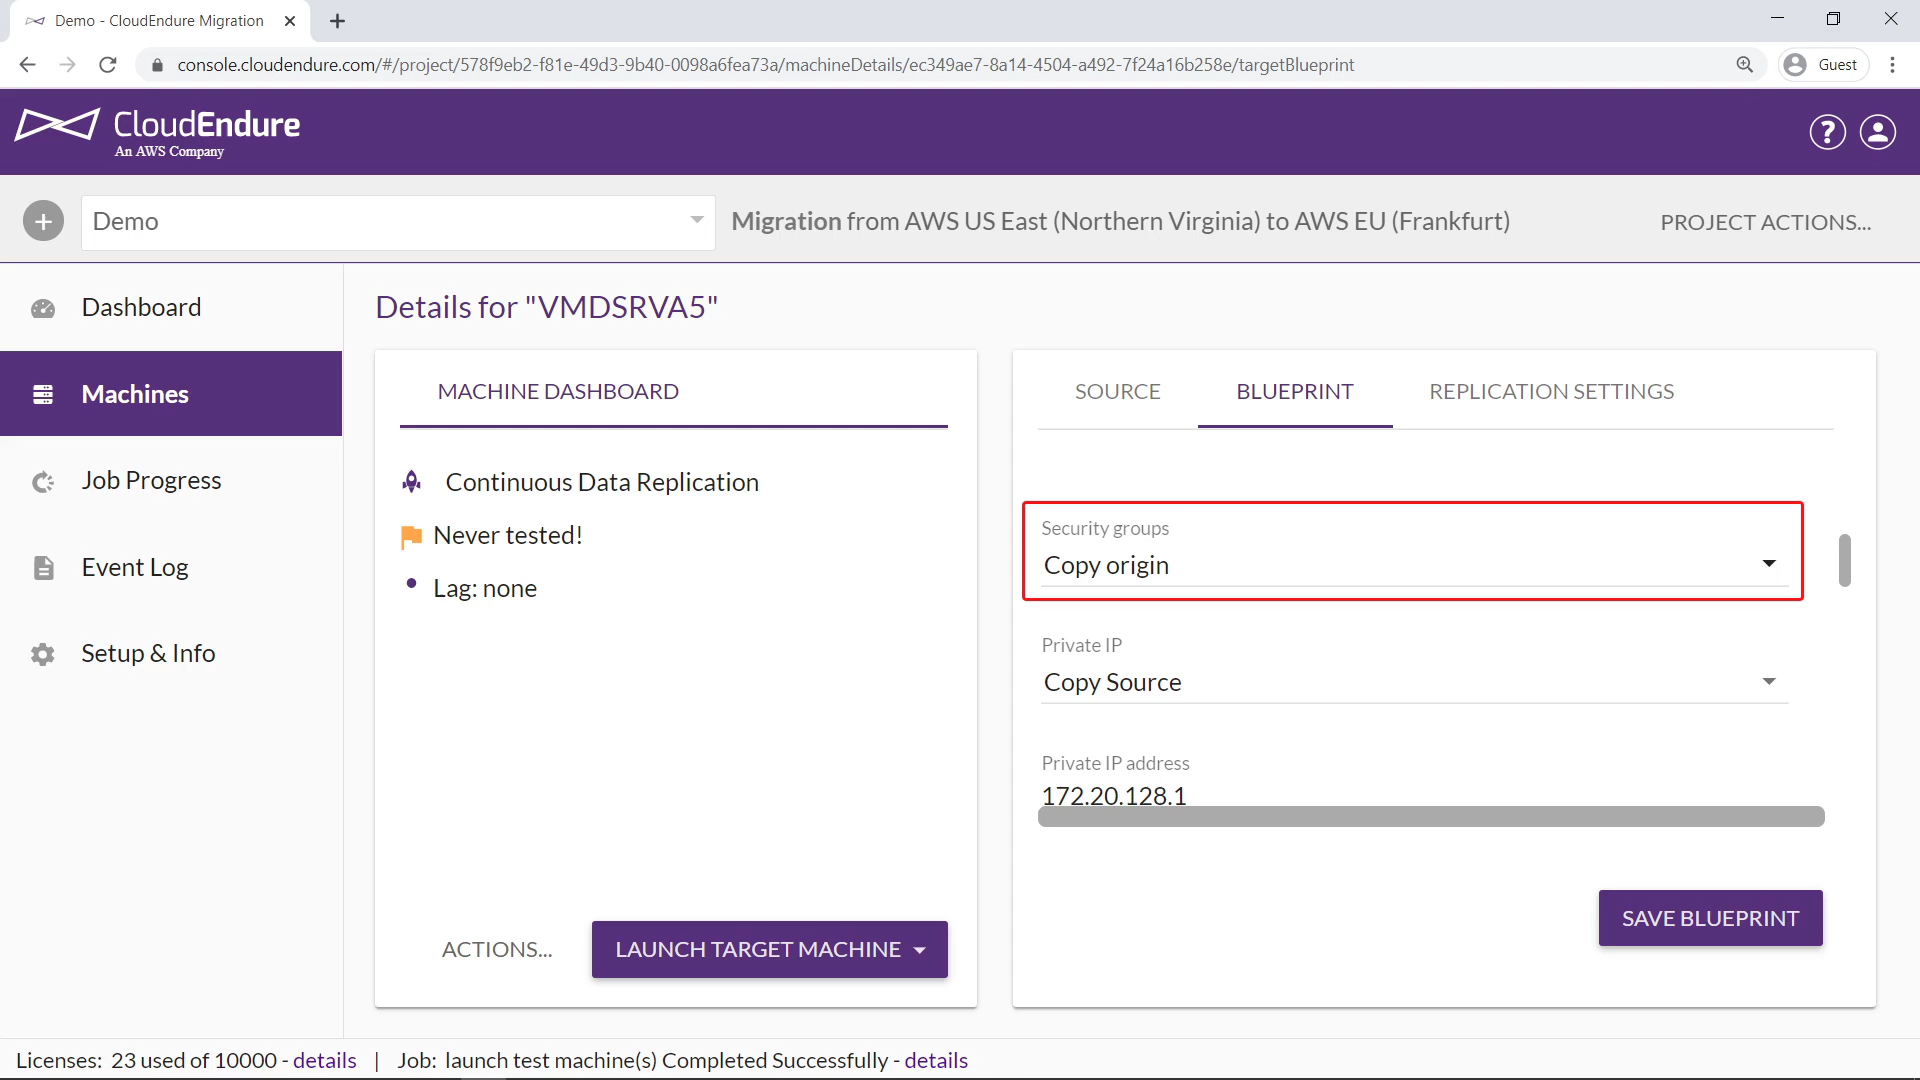 Demo - CloudEndure Migration
console.cloudendure.com/#/project/578f9eb2-f81e-49d3-9b40-0098a6fea73a/machineDetails/ec349ae7-8a14-4504-a492-7f24a16b258e/targetBlueprint
Guest
CloudEndure
An AWS Company
?
Demo
Migration from AWS US East (Northern Virginia) to AWS EU (Frankfurt)
PROJECT ACTIONS...
Dashboard
Machines
Job Progress
Event Log
Setup & Info
Details for "VMDSRVA5"
MACHINE DASHBOARD
Continuous Data Replication
Never tested!
Lag: none
ACTIONS...
LAUNCH TARGET MACHINE
SOURCE
BLUEPRINT
REPLICATION SETTINGS
Security groups
Copy origin
Private IP
Copy Source
Private IP address
172.20.128.1
SAVE BLUEPRINT
Licenses: 23 used of 10000 - details | Job: launch test machine(s) Completed Successfully - details